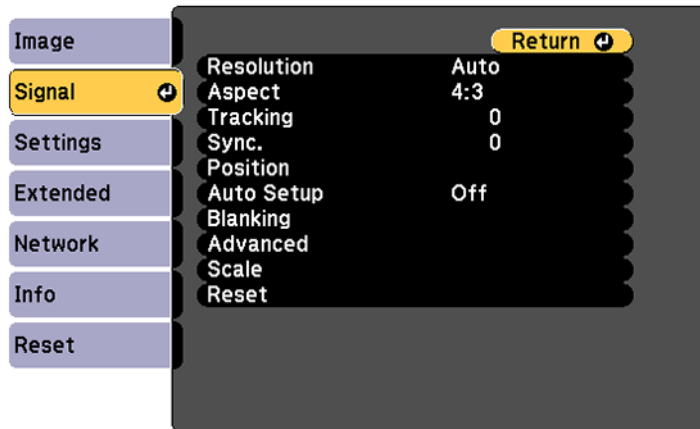 Image
Signal
Settings
Extended
Network
Info
Reset
Return
Resolution Auto
Aspect 4:3
Tracking 0
Sync. 0
Position
Auto Setup Off
Blanking
Advanced
Scale
Reset